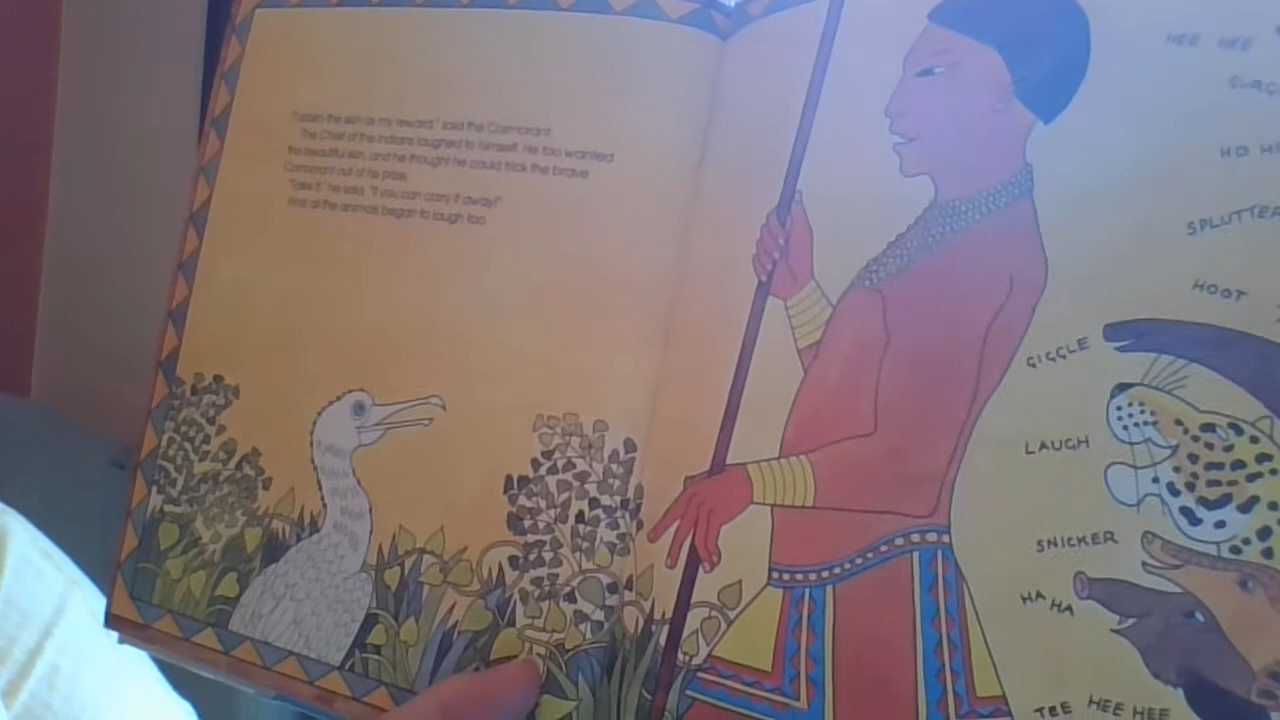 "I claim the skin as my reward," said the Cormorant.
The Chief of the Indians laughed to himself. He too wanted
the beautiful skin, and he thought he could trick the brave
Cormorant out of his prize.
"Take it," he said, "if you can carry it away!"
And all the animals began to laugh too.
HEE HEE
HO
SPLUTTER
HOOT
GIGGLE
LAUGH
SNICKER
HA HA
TEE HEE HEE